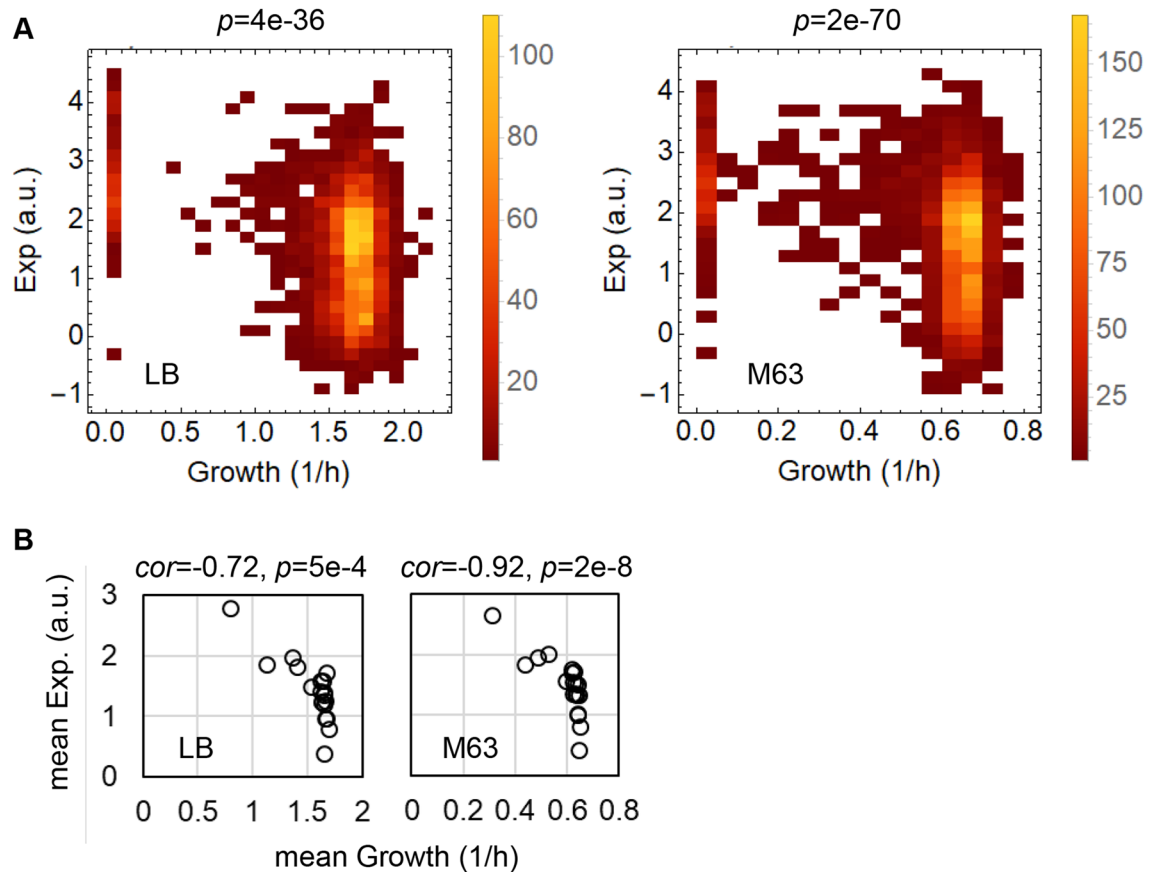 A
p=4e-36
p=2e-70
Exp (a.u.)
4
3
2
1
0
−1
LB
0.0 0.5 1.0 1.5 2.0
Growth (1/h)
100
80
60
40
20
Exp (a.u.)
4
3
2
1
0
−1
M63
0.0 0.2 0.4 0.6 0.8
Growth (1/h)
150
125
100
75
50
25
B
cor=-0.72, p=5e-4
cor=-0.92, p=2e-8
mean Exp. (a.u.)
3
2
1
0
LB
M63
0 0.5 1 1.5 2
0 0.2 0.4 0.6 0.8
mean Growth (1/h)